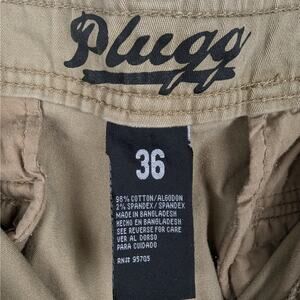 Plugg
36
98% COTTON/ALGODON
2% SPANDEX/SPANDEX
MADE IN BANGLADESH
HECHO EN BANGLADESH
SEE REVERSE FOR CARE
VER AL DORSO
PARA CUIDADO
RN# 95705